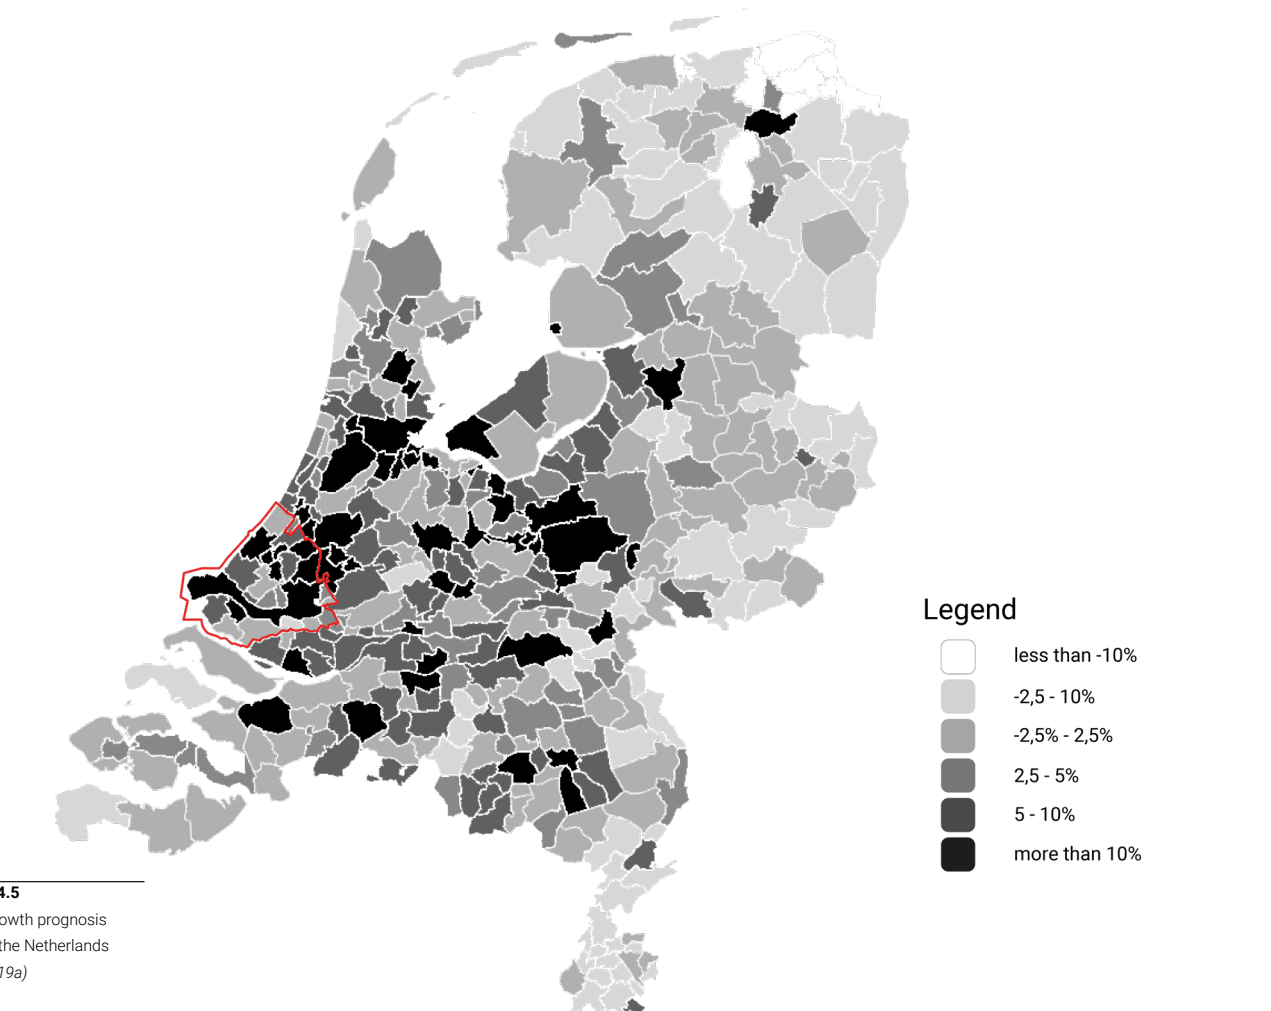 Legend
less than -10%
-2,5 - 10%
-2,5% - 2,5%
2,5 - 5%
5 - 10%
more than 10%
4.5
owth prognosis
the Netherlands
19a)